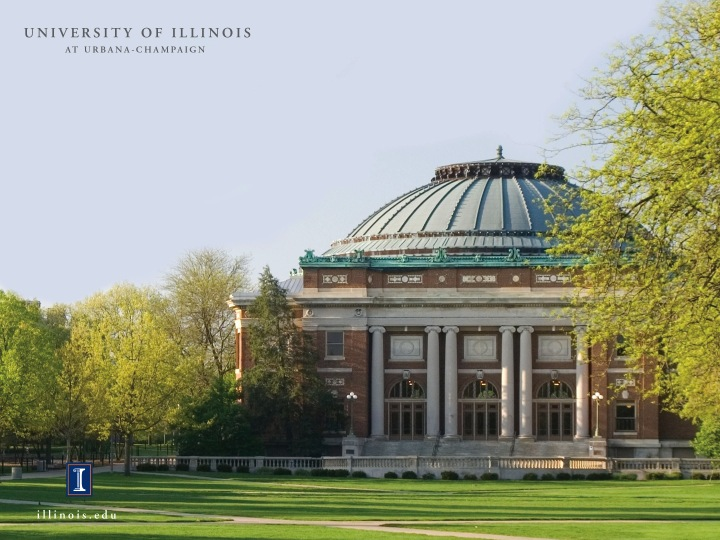 UNIVERSITY OF ILLINOIS
AT URBANA-CHAMPAIGN
I
illinois.edu